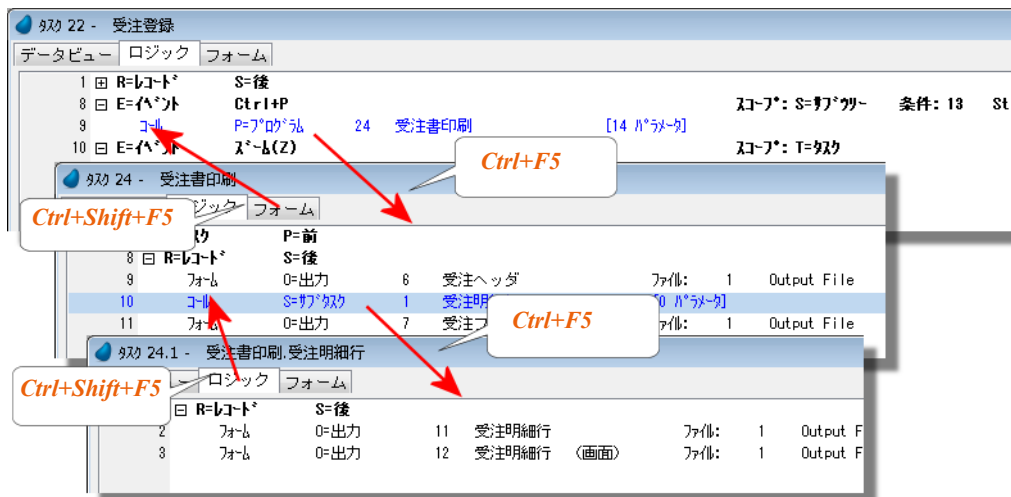 タスク 22 - 受注登録
データビュー ロジック フォーム
1 R=レコード S=後
8 E=イベント Ctrl+P スコープ: S=サブツリー 条件: 13 St
9 コール P=プログラム 24 受注書印刷 [14 パラメータ]
10 E=イベント ズーム(Z) スコープ: T=タスク
Ctrl+F5
タスク 24 - 受注書印刷
フォーム
Ctrl+Shift+F5
P=前
8 R=レコード S=後
9 フォーム O=出力 6 受注ヘッダ ファイル: 1 Output File
10 コール S=サブタスク 1 パラメータ]
11 フォーム O=出力 7 1 Output File
Ctrl+F5
タスク 24.1 - 受注書印刷.受注明細行
ロジック フォーム
Ctrl+Shift+F5
R=レコード S=後
2 フォーム O=出力 11 受注明細行 ファイル: 1 Output F
3 フォーム O=出力 12 受注明細行 (画面) ファイル: 1 Output F